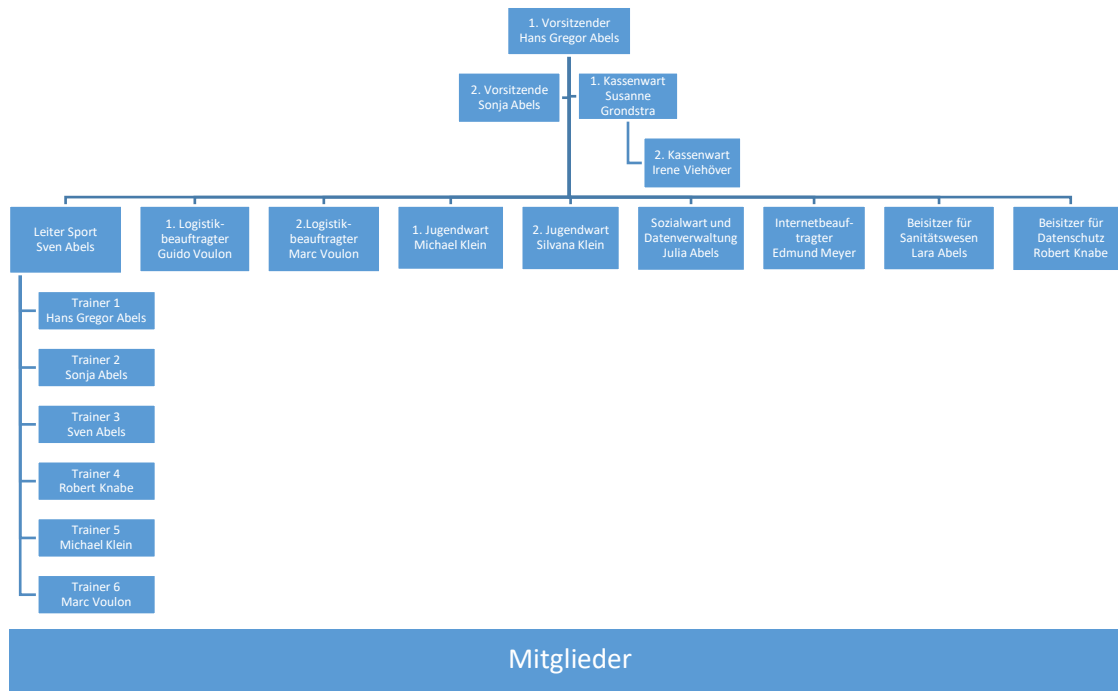 1. Vorsitzender
Hans Gregor Abels
2. Vorsitzende
Sonja Abels
1. Kassenwart
Susanne
Grondstra
2. Kassenwart
Irene Viehöver
Leiter Sport
Sven Abels
1. Logistik-
beauftragter
Guido Voulon
2.Logistik-
beauftragter
Marc Voulon
1. Jugendwart
Michael Klein
2. Jugendwart
Silvana Klein
Sozialwart und
Datenverwaltung
Julia Abels
Internetbeauf-
tragter
Edmund Meyer
Beisitzer für
Sanitätswesen
Lara Abels
Beisitzer für
Datenschutz
Robert Knabe
Trainer 1
Hans Gregor Abels
Trainer 2
Sonja Abels
Trainer 3
Sven Abels
Trainer 4
Robert Knabe
Trainer 5
Michael Klein
Trainer 6
Marc Voulon
Mitglieder